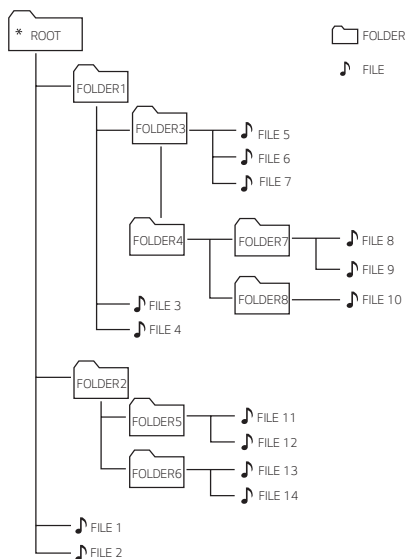 * ROOT
FOLDER
FILE
FOLDER1
FOLDER3
FILE 5
FILE 6
FILE 7
FOLDER4
FOLDER7
FILE 8
FILE 9
FOLDER8
FILE 10
FILE 3
FILE 4
FOLDER2
FOLDER5
FILE 11
FILE 12
FOLDER6
FILE 13
FILE 14
FILE 1
FILE 2